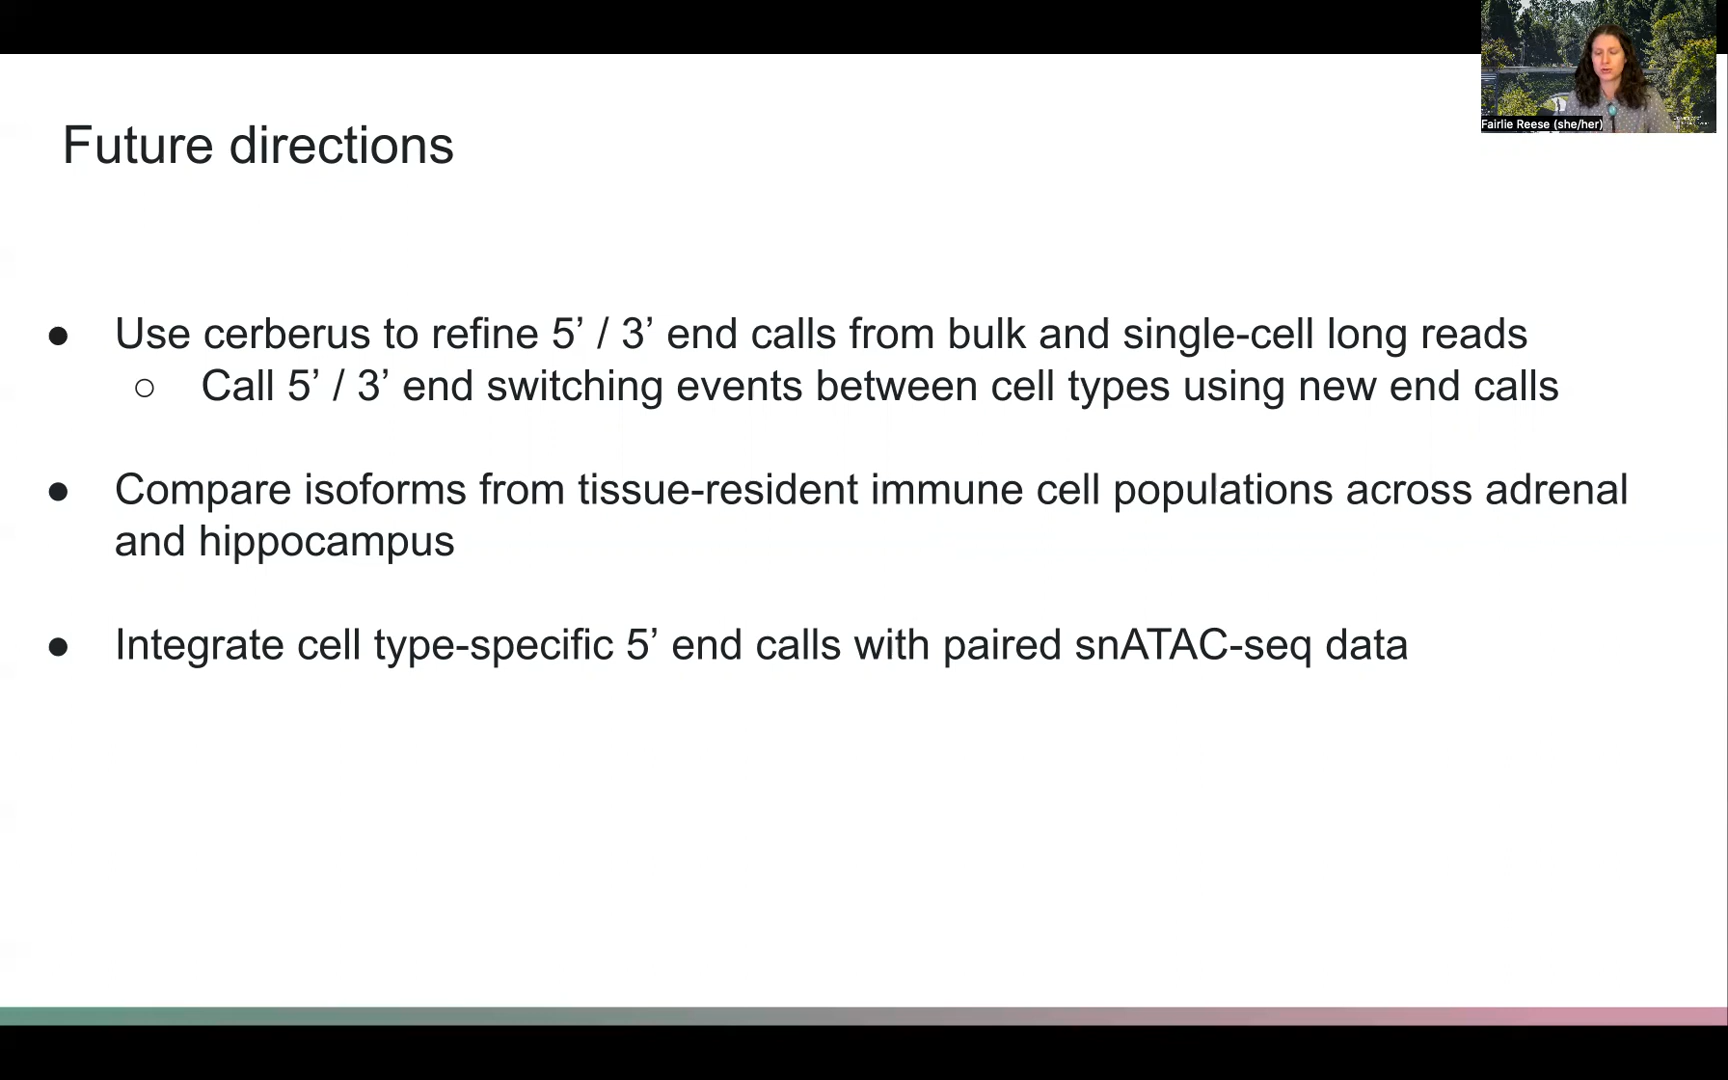 Fairlie Reese (she/her)
Future directions
● Use cerberus to refine 5’ / 3’ end calls from bulk and single-cell long reads
○ Call 5’ / 3’ end switching events between cell types using new end calls
● Compare isoforms from tissue-resident immune cell populations across adrenal
and hippocampus
● Integrate cell type-specific 5’ end calls with paired snATAC-seq data